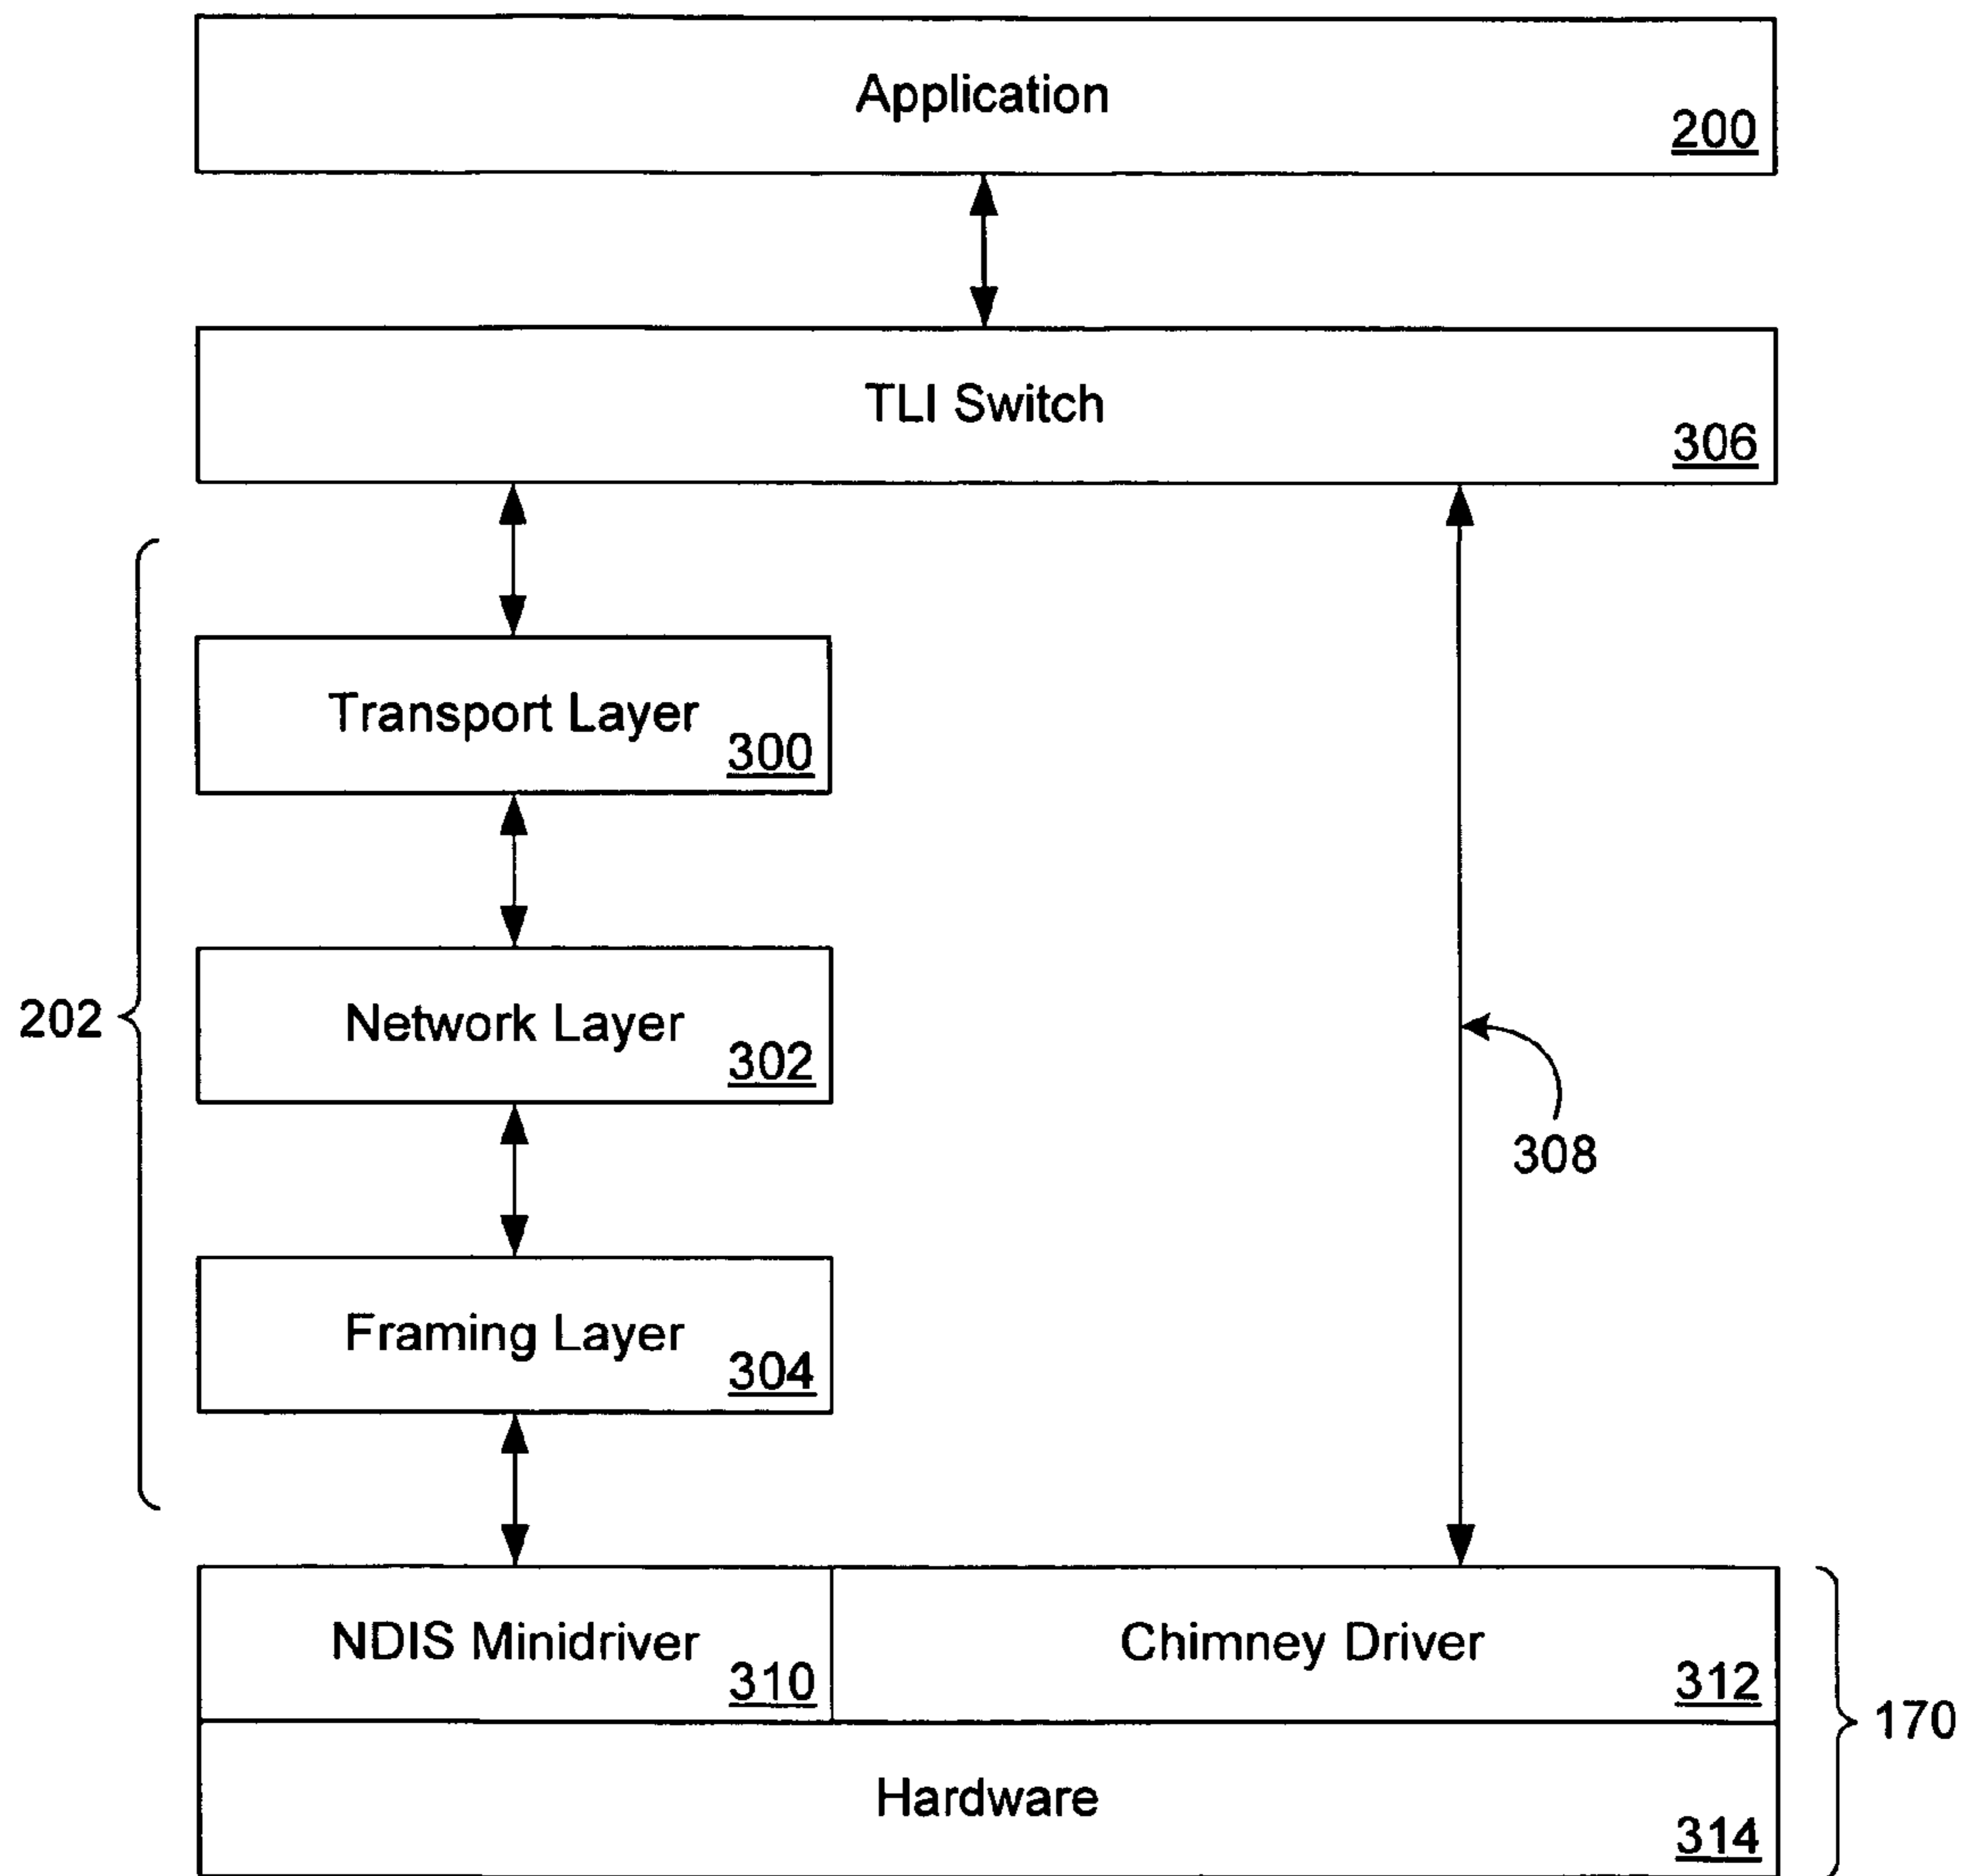 Application
200
TLI Switch
306
Transport Layer
300
202
Network Layer
302
308
Framing Layer
304
NDIS Minidriver
310
Chimney Driver
312
170
Hardware
314